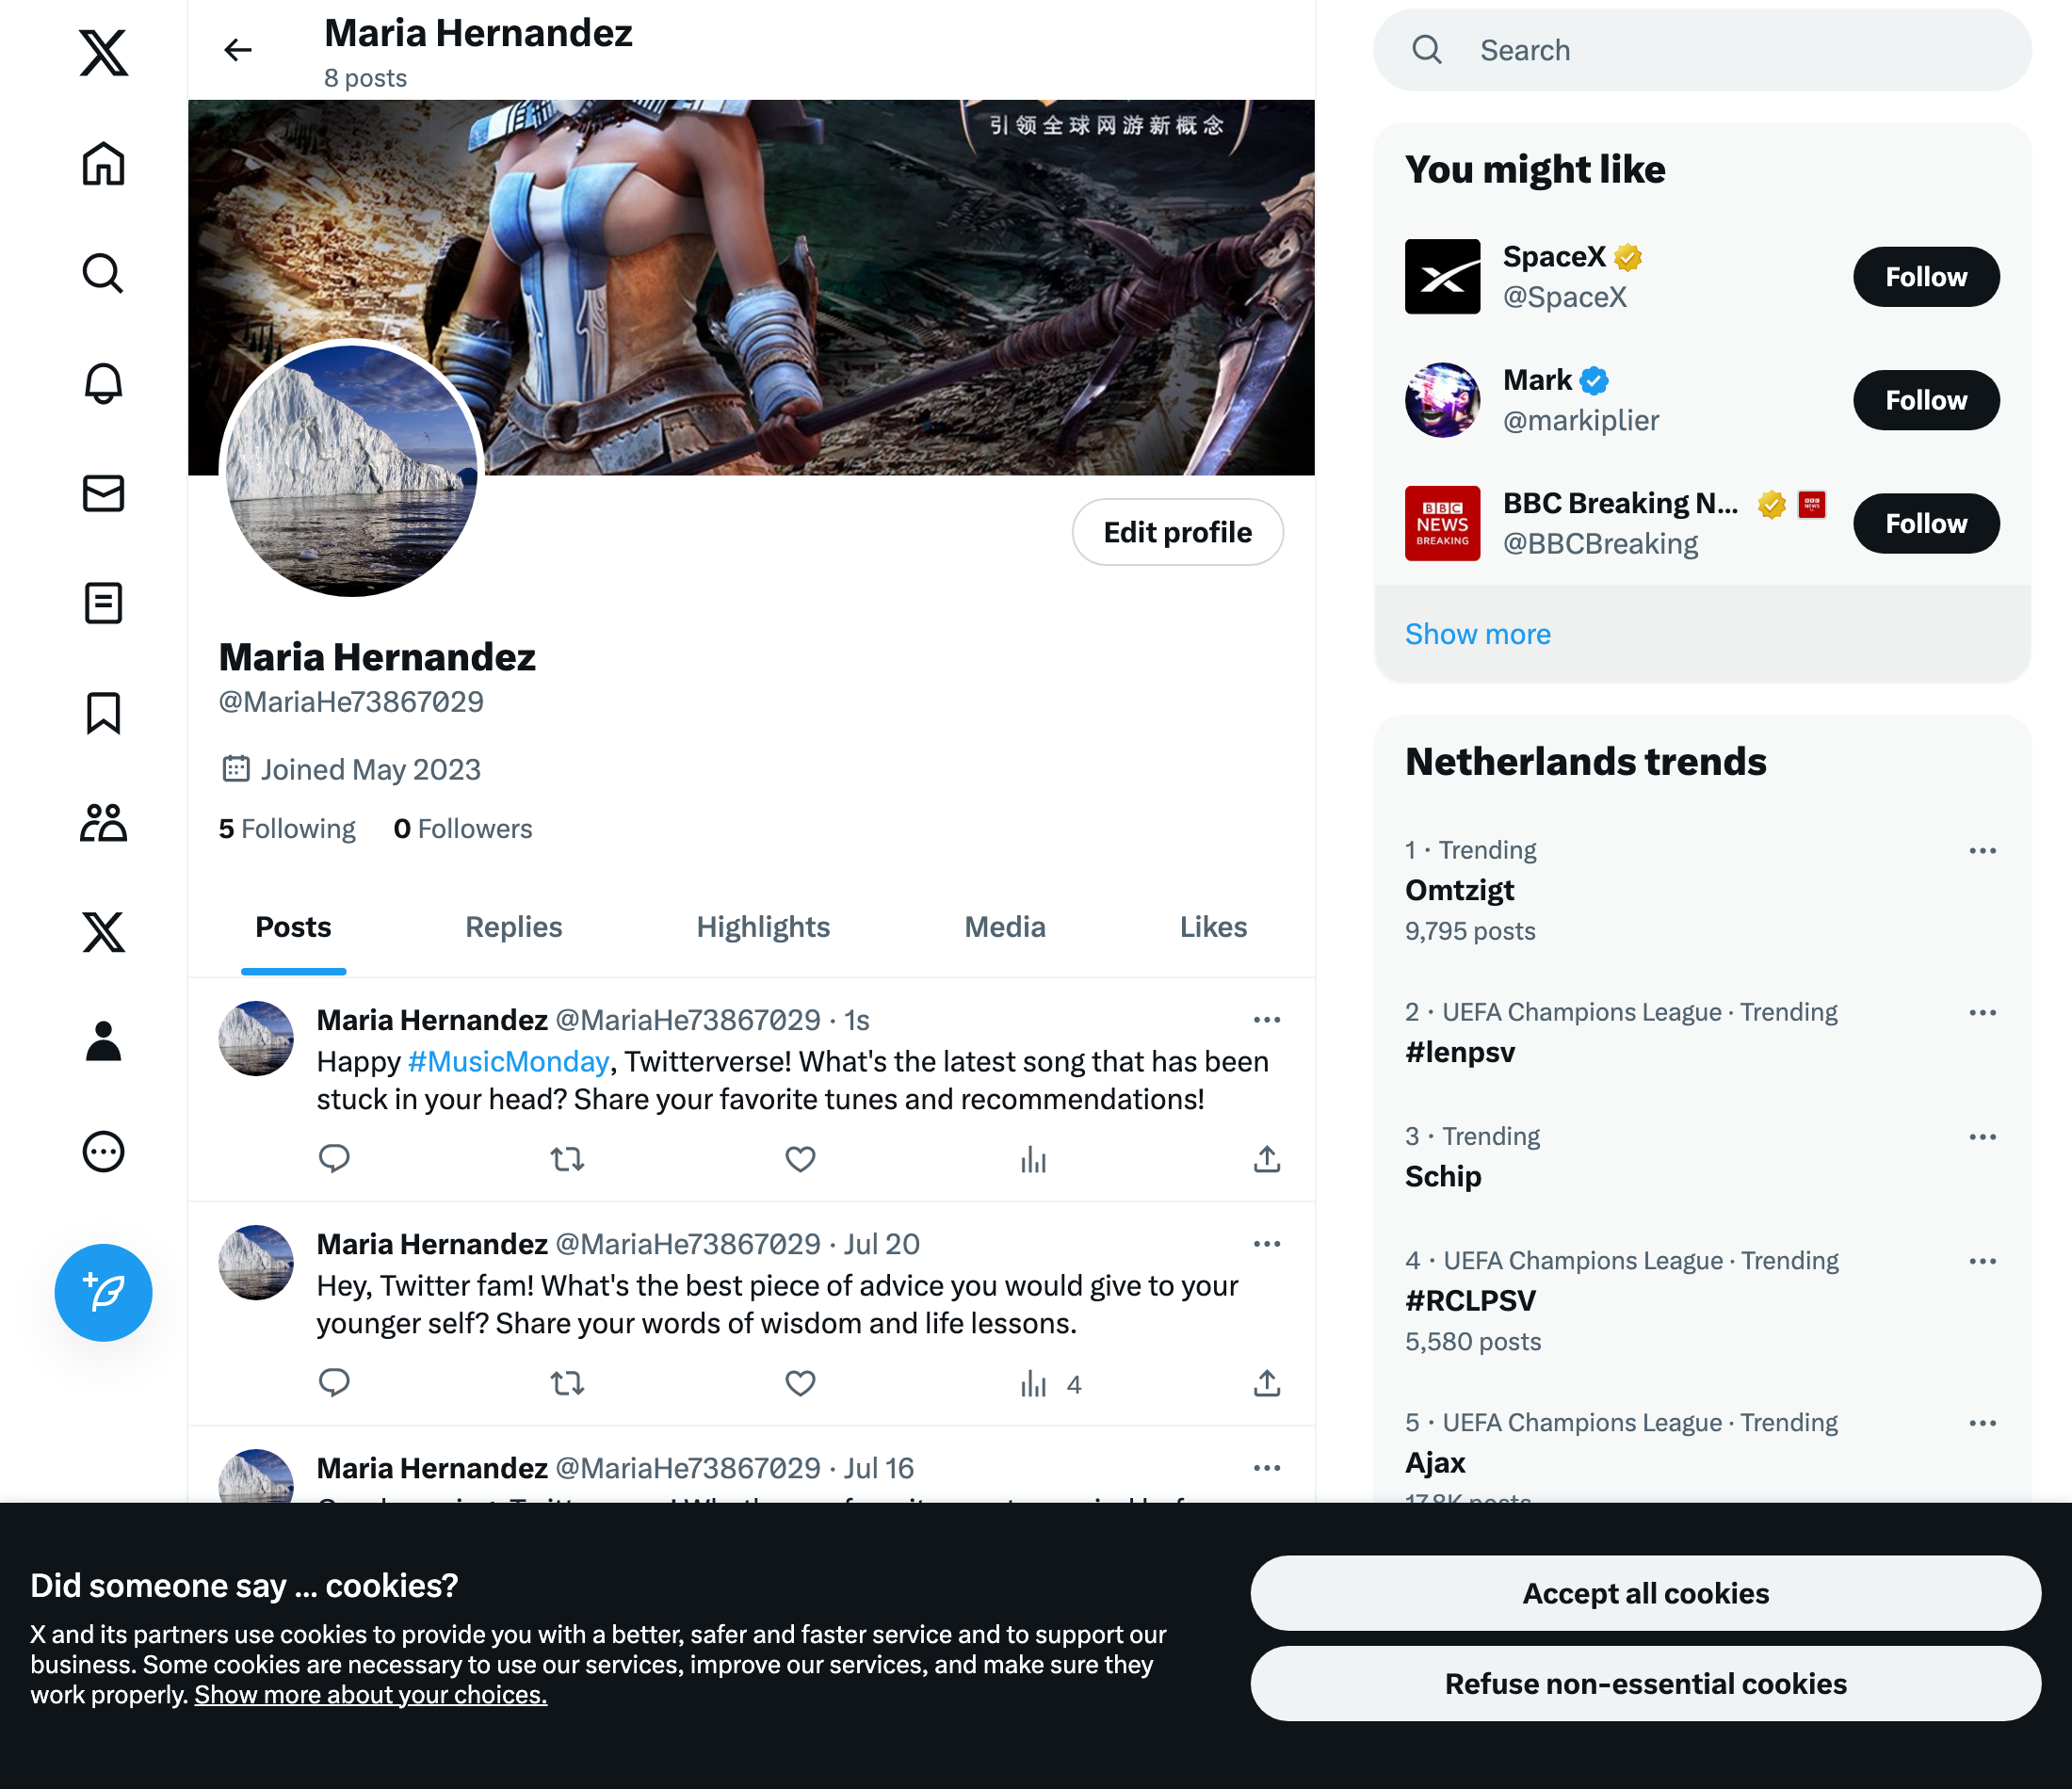 Maria Hernandez
8 posts
引领全球网游新概念
Edit profile
Maria Hernandez
@MariaHe73867029
Joined May 2023
5 Following 0 Followers
Posts Replies Highlights Media Likes
Maria Hernandez @MariaHe73867029 · 1s
Happy #MusicMonday, Twitterverse! What's the latest song that has been
stuck in your head? Share your favorite tunes and recommendations!
Maria Hernandez @MariaHe73867029 · Jul 20
Hey, Twitter fam! What's the best piece of advice you would give to your
younger self? Share your words of wisdom and life lessons.
4
Maria Hernandez @MariaHe73867029 · Jul 16
Search
You might like
SpaceX
@SpaceX
Follow
Mark
@markiplier
Follow
BBC
NEWS
BREAKING
BBC Breaking N...
@BBCBreaking
Follow
Show more
Netherlands trends
1 · Trending
Omtzigt
9,795 posts
2 · UEFA Champions League · Trending
#lenpsv
3 · Trending
Schip
4 · UEFA Champions League · Trending
#RCLPSV
5,580 posts
5 · UEFA Champions League · Trending
Ajax
Did someone say … cookies?
X and its partners use cookies to provide you with a better, safer and faster service and to support our
business. Some cookies are necessary to use our services, improve our services, and make sure they
work properly. Show more about your choices.
Accept all cookies
Refuse non-essential cookies